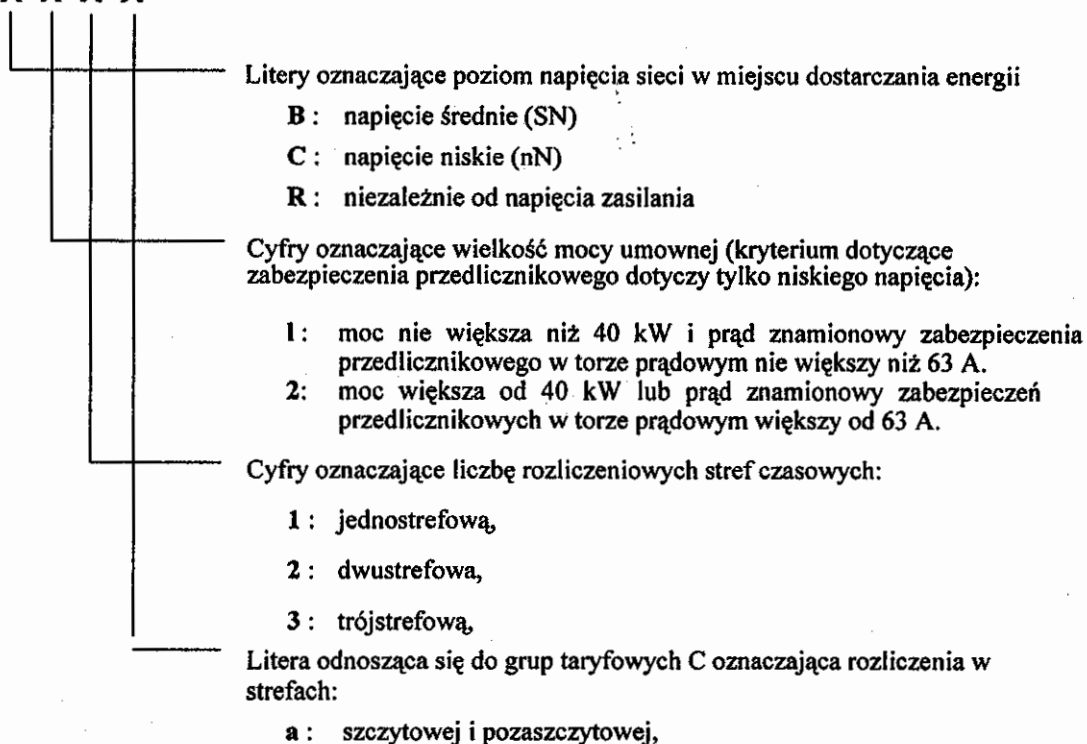 Litery oznaczające poziom napięcia sieci w miejscu dostarczania energii
B : napięcie średnie (SN)
C : napięcie niskie (nN)
R : niezależnie od napięcia zasilania
Cyfry oznaczające wielkość mocy umownej (kryterium dotyczące
zabezpieczenia przedlicznikowego dotyczy tylko niskiego napięcia):
1: moc nie większa niż 40 kW i prąd znamionowy zabezpieczenia
przedlicznikowego w torze prądowym nie większy niż 63 A.
2: moc większa od 40 kW lub prąd znamionowy zabezpieczeń
przedlicznikowych w torze prądowym większy od 63 A.
Cyfry oznaczające liczbę rozliczeniowych stref czasowych:
1 : jednostrefową,
2 : dwustrefowa,
3 : trójstrefową,
Litera odnosząca się do grup taryfowych C oznaczająca rozliczenia w
strefach:
a : szczytowej i pozaszczytowej,